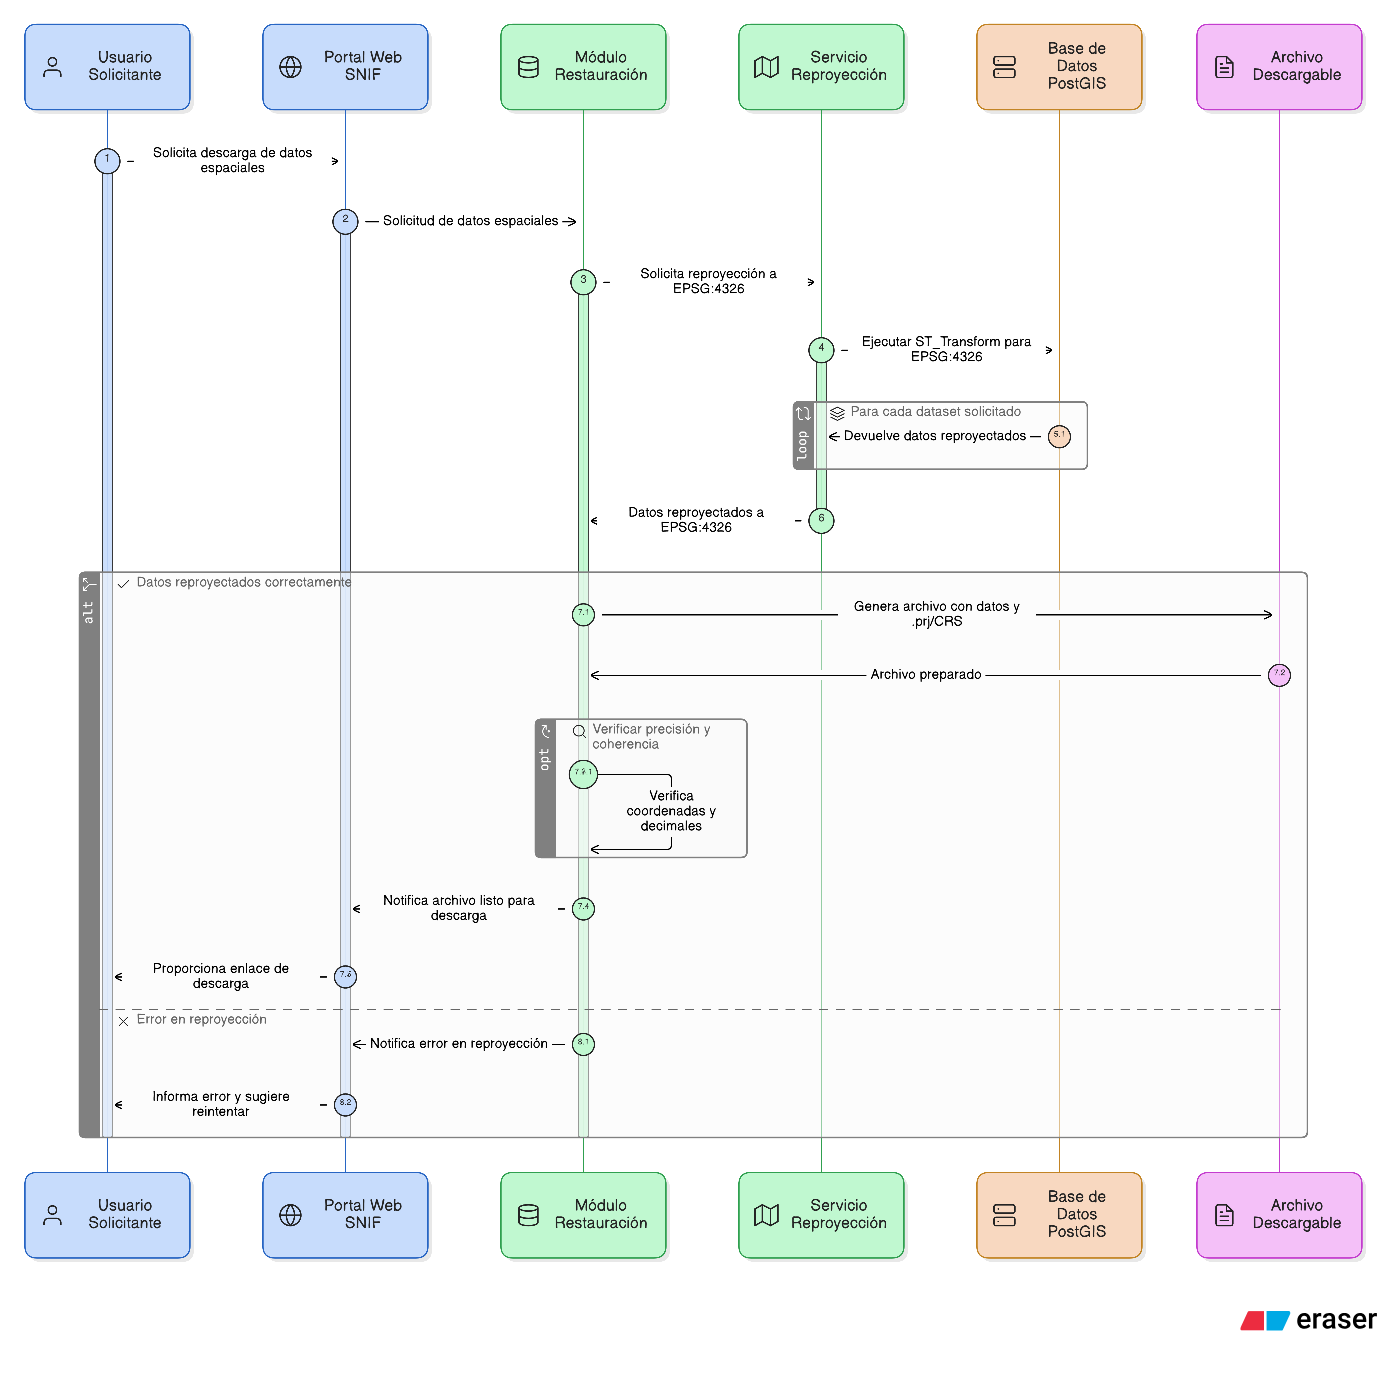 Usuario
Solicitante
Portal Web
SNIF
Módulo
Restauración
Servicio
Reproyección
Base de
Datos
PostGIS
Archivo
Descargable
1
Solicita descarga de datos
espaciales
2
Solicitud de datos espaciales
3
Solicita reproyección a
EPSG:4326
4
Ejecutar ST_Transform para
EPSG:4326
loop
Para cada dataset solicitado
Devuelve datos reproyectados
5.1
Datos reproyectados a
EPSG:4326
6
alt
Datos reproyectados correctamente
7.1
Genera archivo con datos y
.prj/CRS
Archivo preparado
7.2
opt
Verificar precisión y
coherencia
Verifica
coordenadas y
decimales
Notifica archivo listo para
descarga
7.4
Proporciona enlace de
descarga
Error en reproyección
Notifica error en reproyección
8.1
Informa error y sugiere
reintentar
8.2
Usuario
Solicitante
Portal Web
SNIF
Módulo
Restauración
Servicio
Reproyección
Base de
Datos
PostGIS
Archivo
Descargable
eraser